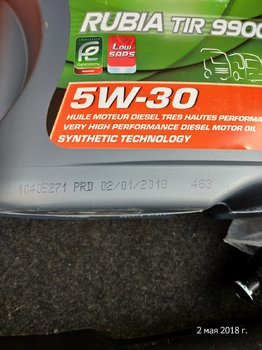 RUBIA TIR 9900
LOW
SAPS
5W-30
HUILE MOTEUR DIESEL TRES HAUTES PERFORMA
VERY HIGH PERFORMANCE DIESEL MOTOR OIL
SYNTHETIC TECHNOLOGY
10405271 PRD 02/01/2018 483
2 мая 2018 г.